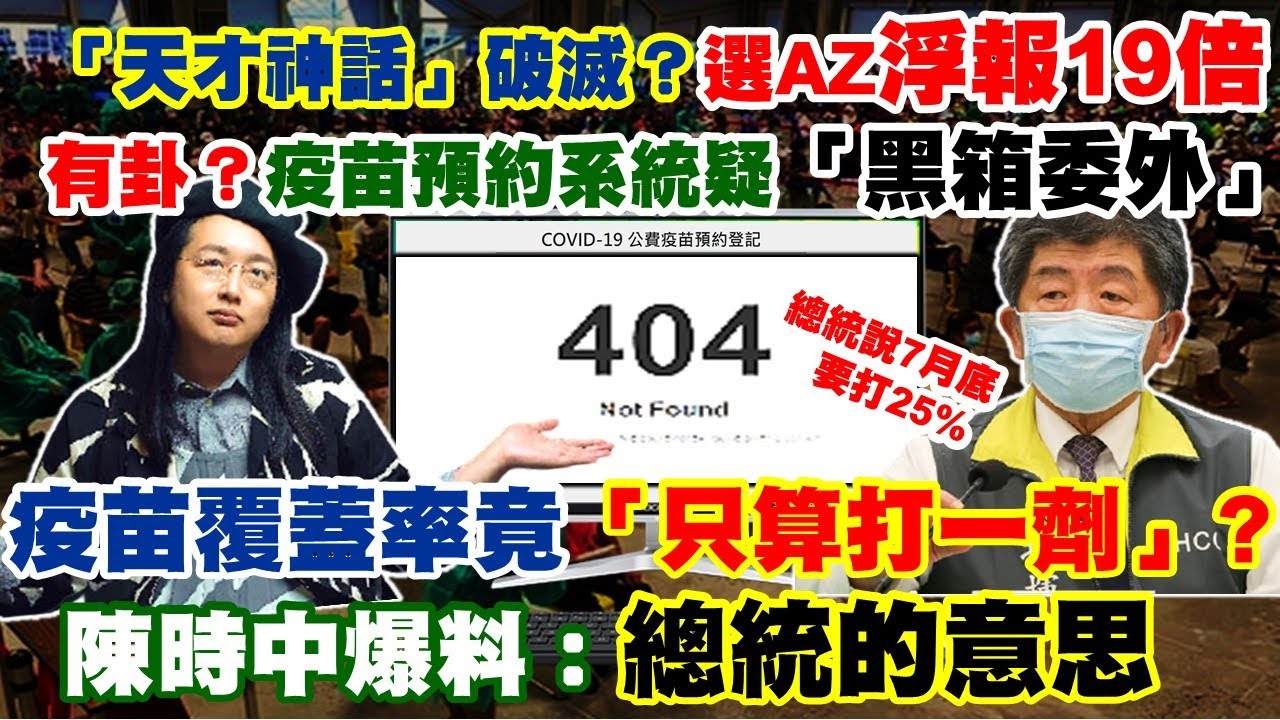 「天才神話」破滅？選AZ浮報19倍
有卦？疫苗預約系統疑「黑箱委外」
COVID-19 公費疫苗預約登記
404
Not Found
總統說7月底
要打25%
疫苗覆蓋率竟「只算打一劑」？
HCC
陳時中爆料：總統的意思